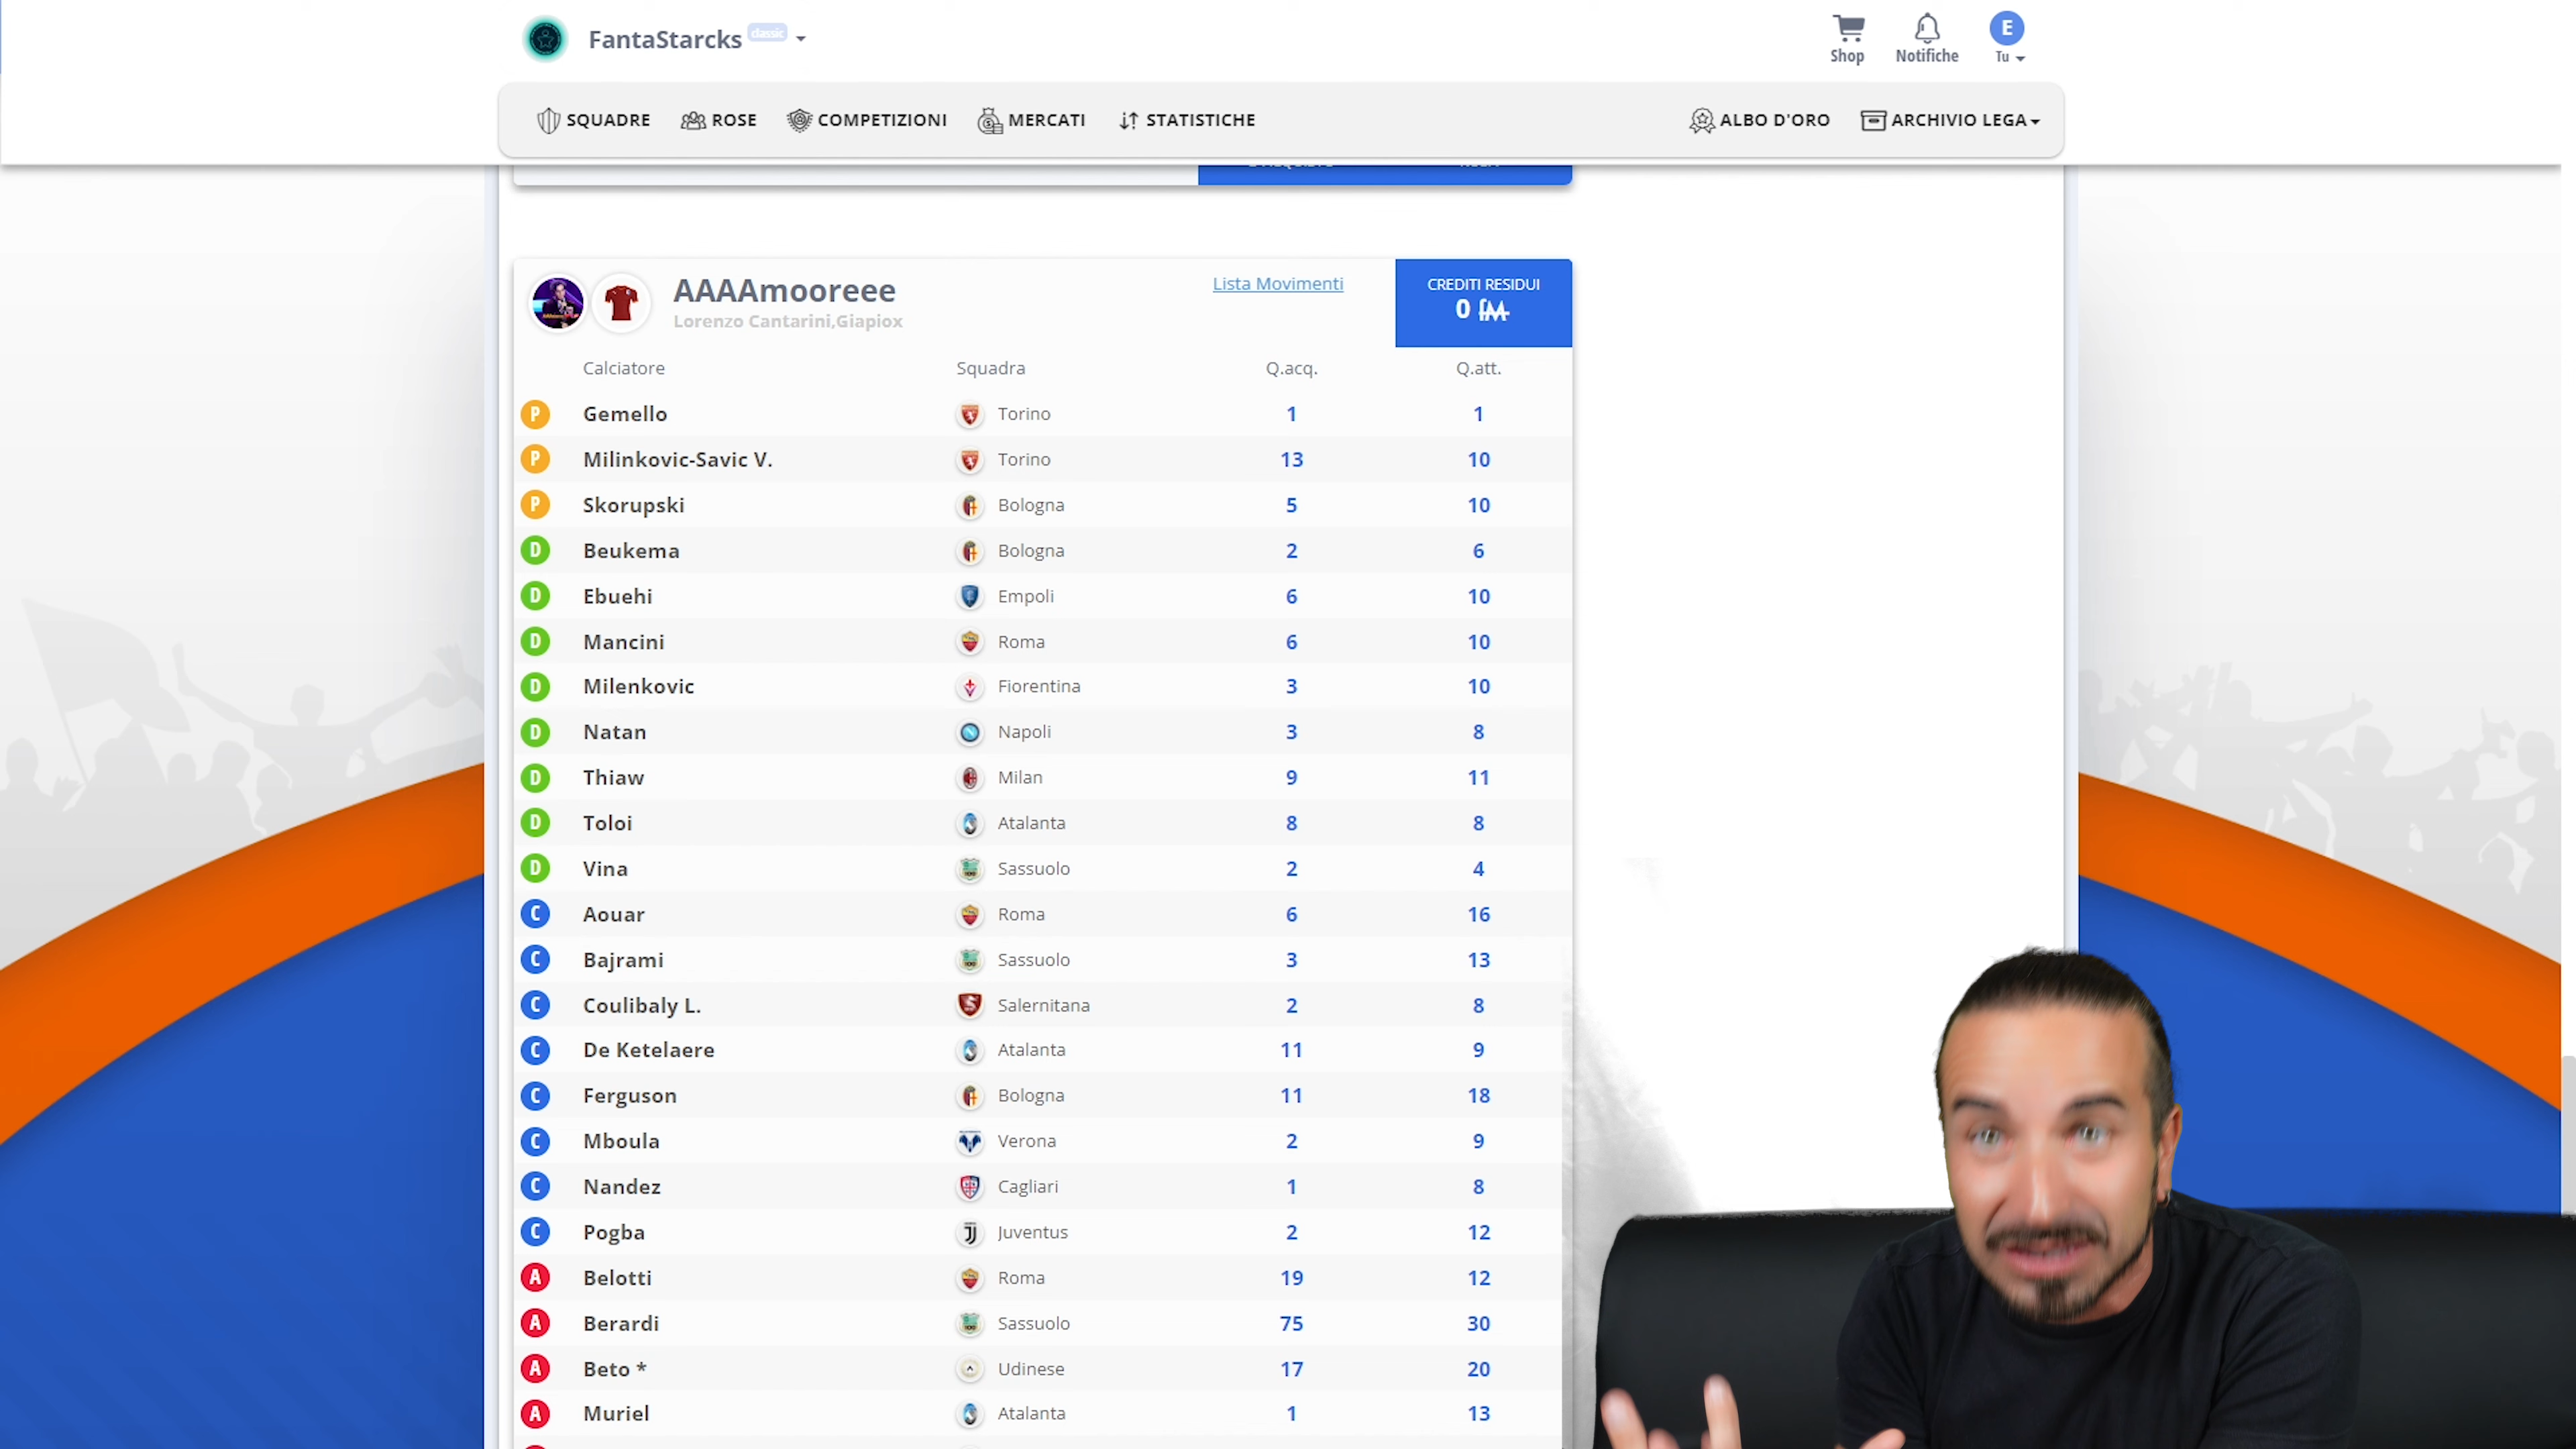 FantaStarcks classic
Shop
Notifiche
E
Tu
SQUADRE ROSE COMPETIZIONI MERCATI STATISTICHE ALBO D'ORO ARCHIVIO LEGA
AAAAmooreee
Lorenzo Cantarini,Giapiox
Lista Movimenti
CREDITI RESIDUI
0
Calciatore Squadra Q.acq. Q.att.
P Gemello Torino 1 1
P Milinkovic-Savic V. Torino 13 10
P Skorupski Bologna 5 10
D Beukema Bologna 2 6
D Ebuehi Empoli 6 10
D Mancini Roma 6 10
D Milenkovic Fiorentina 3 10
D Natan Napoli 3 8
D Thiaw Milan 9 11
D Toloi Atalanta 8 8
D Vina Sassuolo 2 4
C Aouar Roma 6 16
C Bajrami Sassuolo 3 13
C Coulibaly L. Salernitana 2 8
C De Ketelaere Atalanta 11 9
C Ferguson Bologna 11 18
C Mboula Verona 2 9
C Nandez Cagliari 1 8
C Pogba Juventus 2 12
A Belotti Roma 19 12
A Berardi Sassuolo 75 30
A Beto * Udinese 17 20
A Muriel Atalanta 1 13